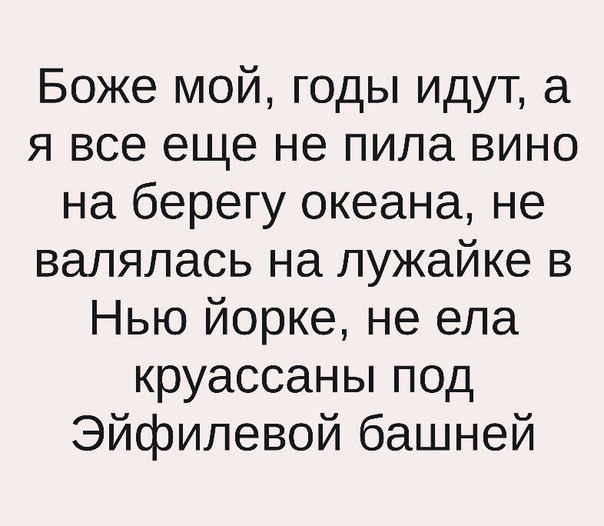 Боже мой, годы идут, а
я все еще не пила вино
на берегу океана, не
валялась на лужайке в
Нью йорке, не ела
круассаны под
Эйфилевой башней